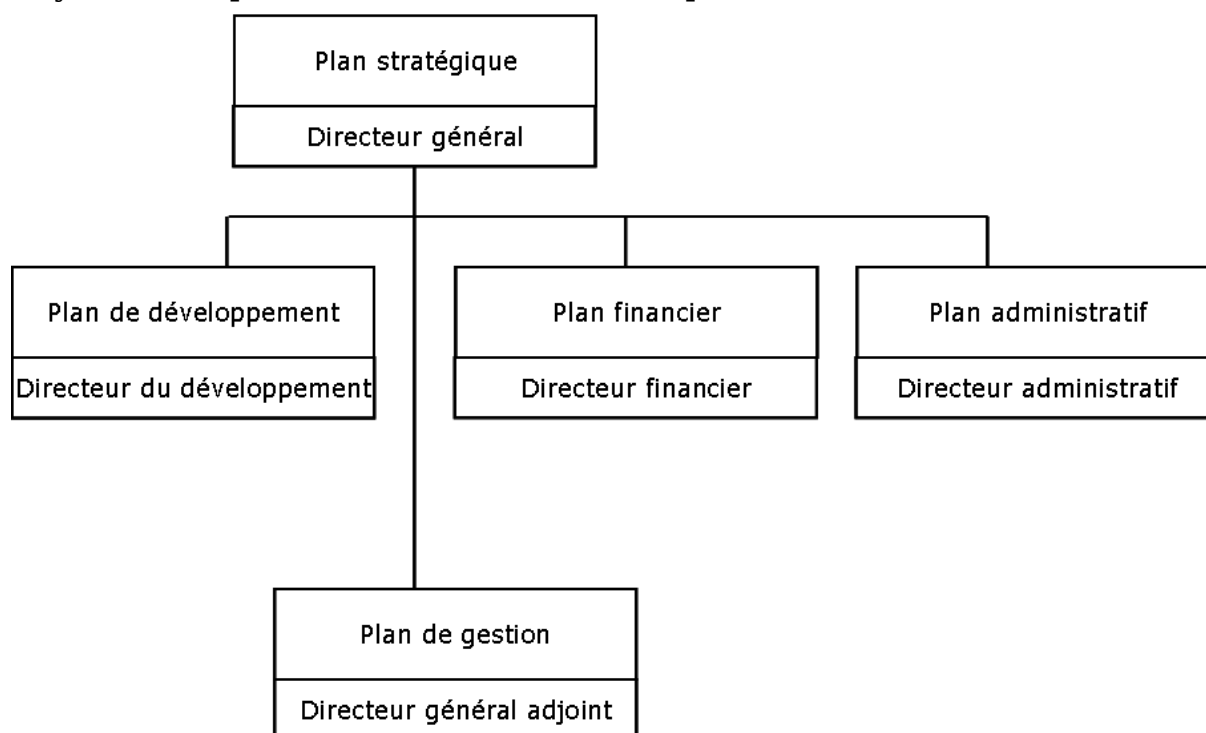 Plan stratégique
Directeur général
Plan de développement
Directeur du développement
Plan financier
Directeur financier
Plan administratif
Directeur administratif
Plan de gestion
Directeur général adjoint